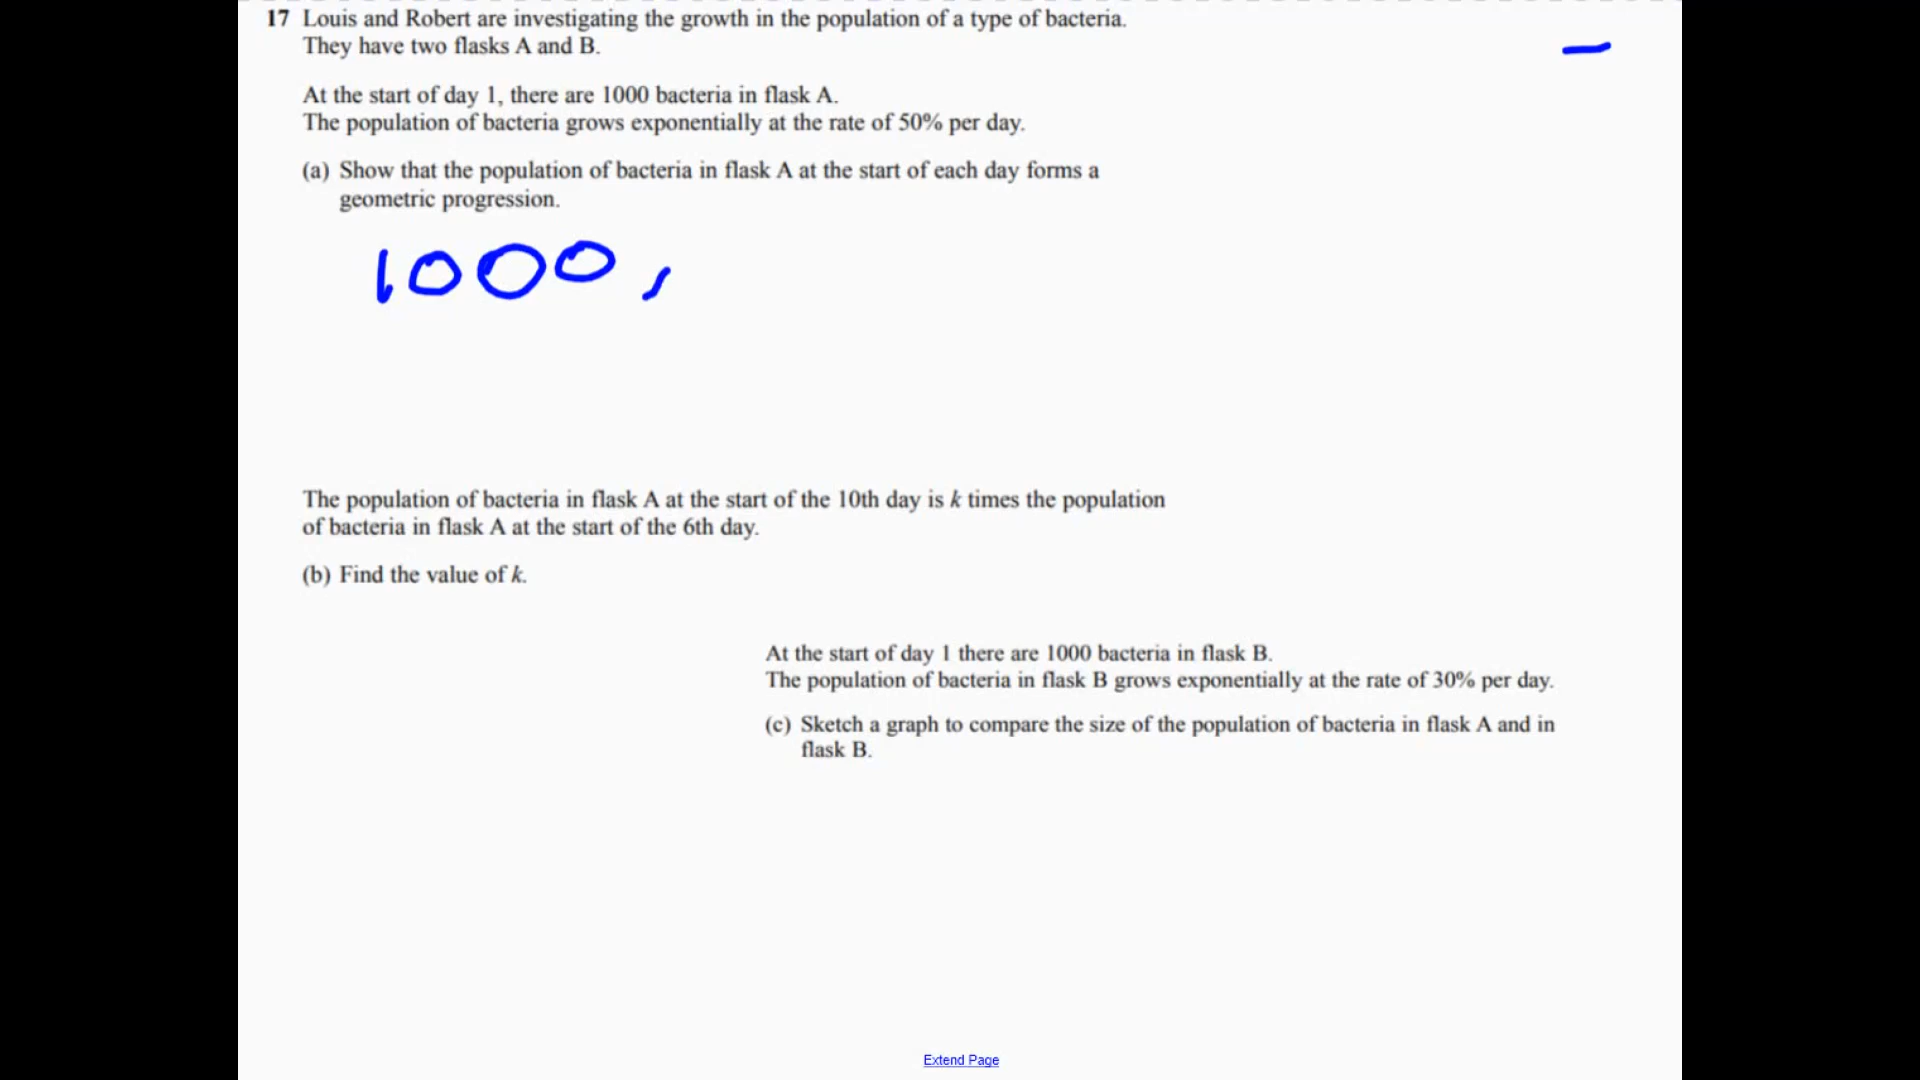 17 Louis and Robert are investigating the growth in the population of a type of bacteria.
They have two flasks A and B.
At the start of day 1, there are 1000 bacteria in flask A.
The population of bacteria grows exponentially at the rate of 50% per day.
(a) Show that the population of bacteria in flask A at the start of each day forms a
geometric progression.
1000 ,
The population of bacteria in flask A at the start of the 10th day is k times the population
of bacteria in flask A at the start of the 6th day.
(b) Find the value of k.
At the start of day 1 there are 1000 bacteria in flask B.
The population of bacteria in flask B grows exponentially at the rate of 30% per day.
(c) Sketch a graph to compare the size of the population of bacteria in flask A and in
flask B.
Extend Page